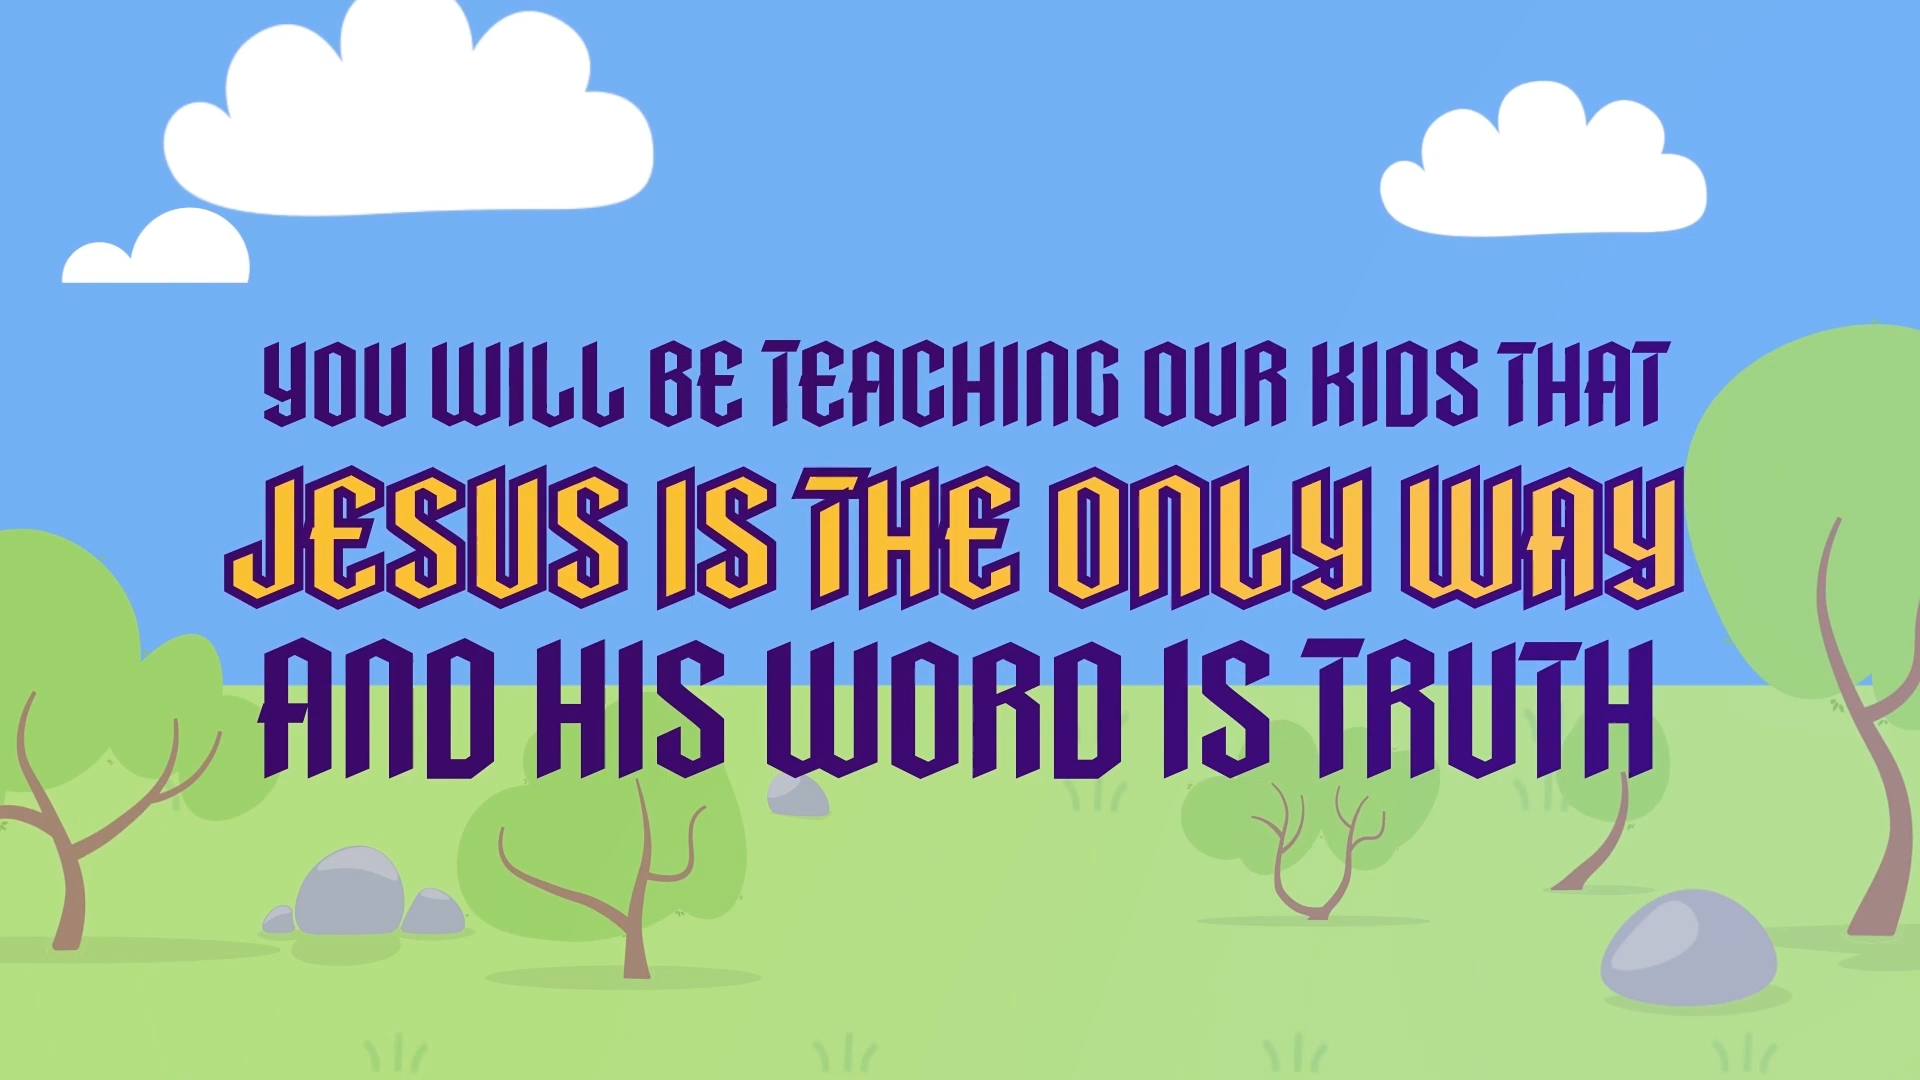 YOU WILL BE TEACHING OUR KIDS THAT
JESUS IS THE ONLY WAY
AND HIS WORD IS TRUTH